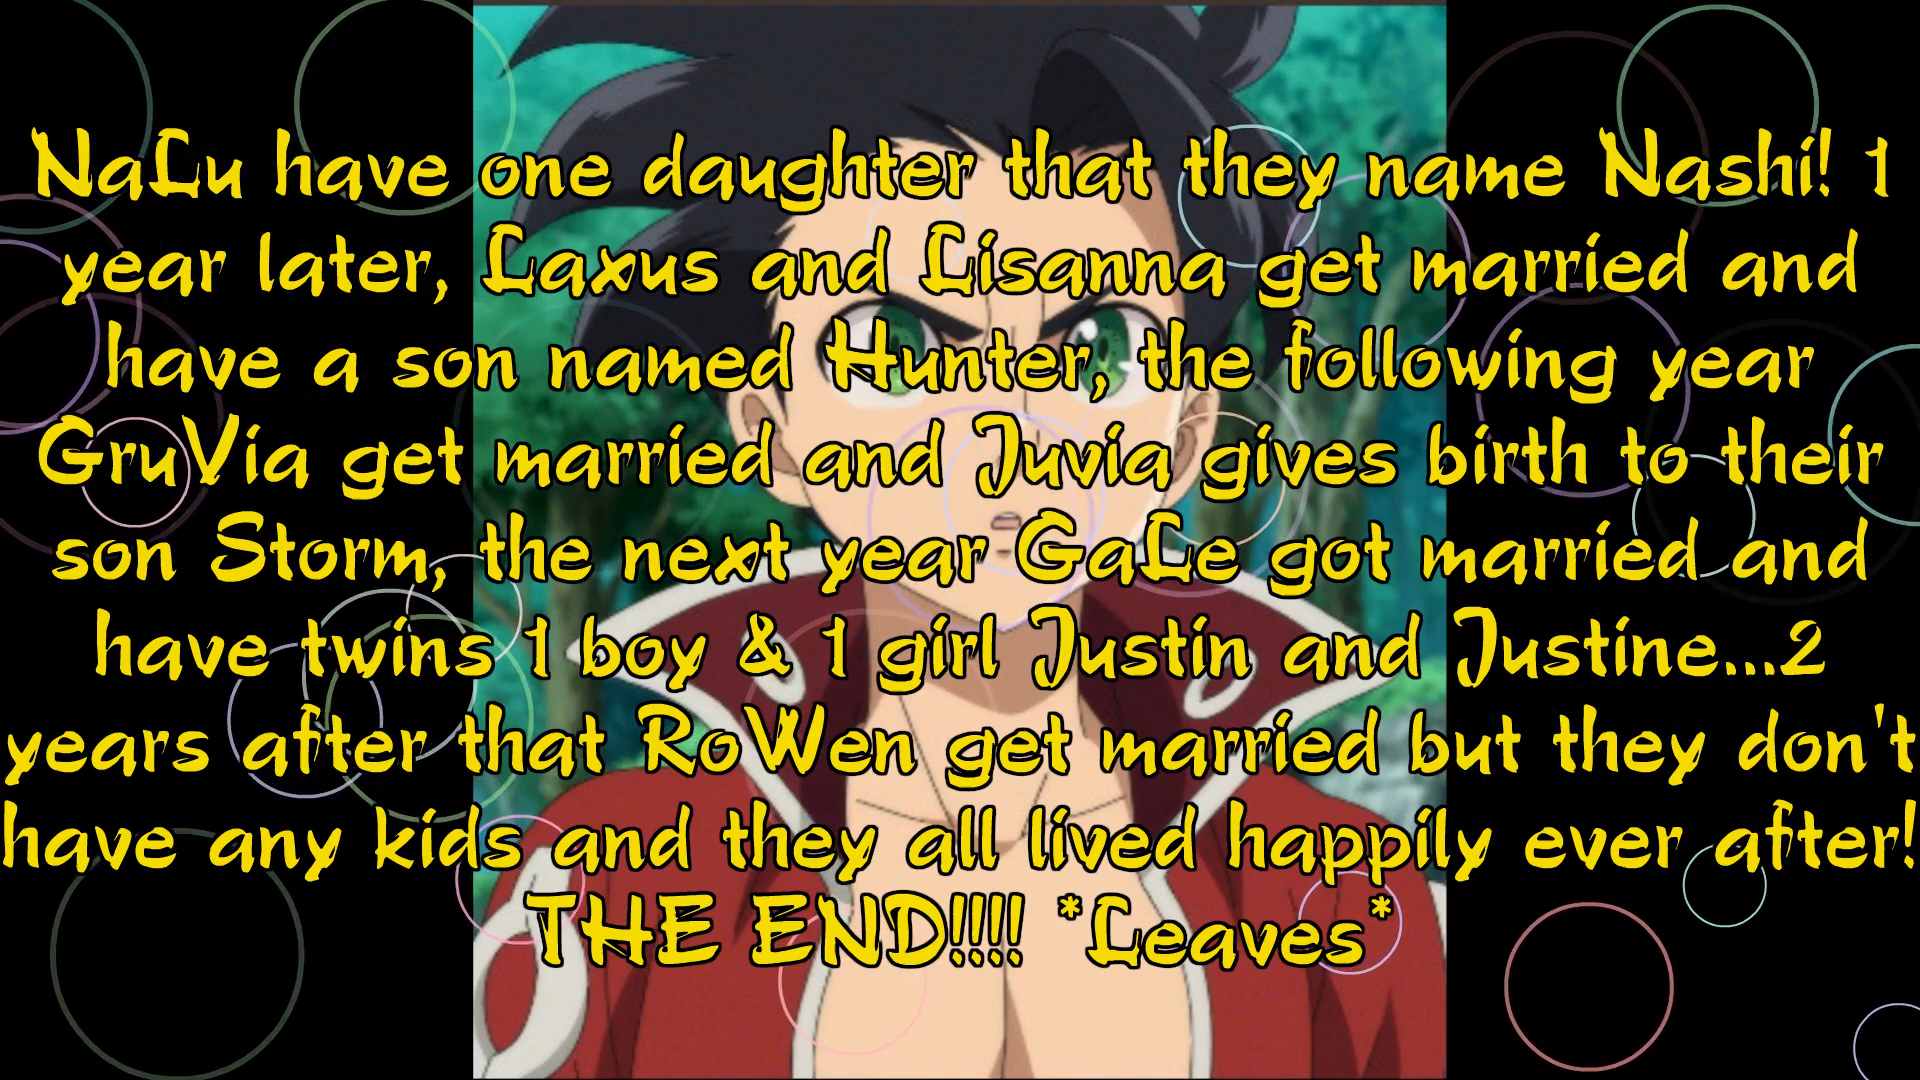 NaLu have one daughter that they name Nashi! 1
year later, Laxus and Lisanna get married and
have a son named Hunter, the following year
GruVia get married and Juvia gives birth to their
son Storm, the next year GaLe got married and
have twins 1 boy & 1 girl Justin and Justine...2
years after that RoWen get married but they don't
have any kids and they all lived happily ever after!
THE END!!!! *Leaves*